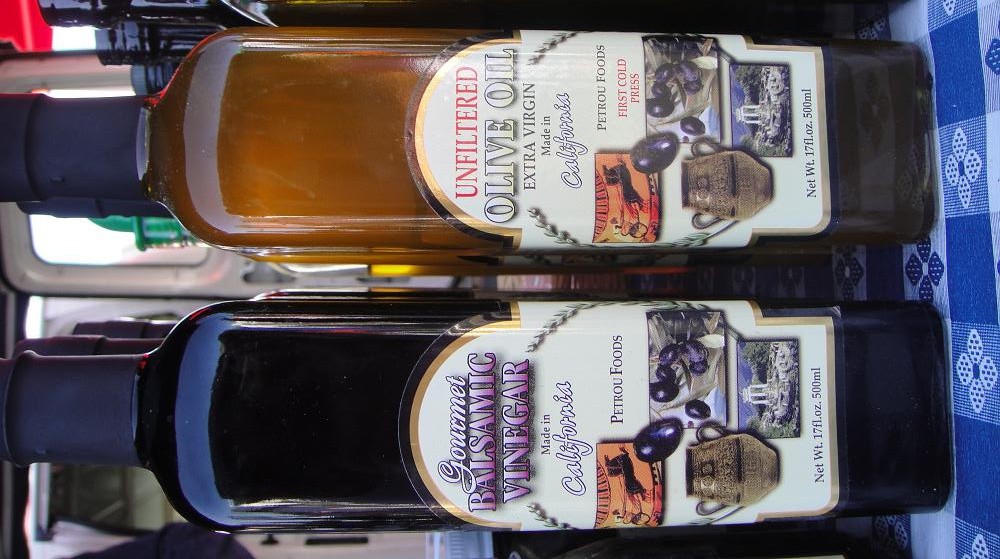 UNFILTERED
OLIVE OIL
EXTRA VIRGIN
Made in
California
PETROU FOODS
FIRST COLD
PRESS
Net Wt. 17fl.oz. 500ml
Gourmet
BALSAMIC
VINEGAR
Made in
California
PETROU FOODS
Net Wt. 17fl.oz. 500ml